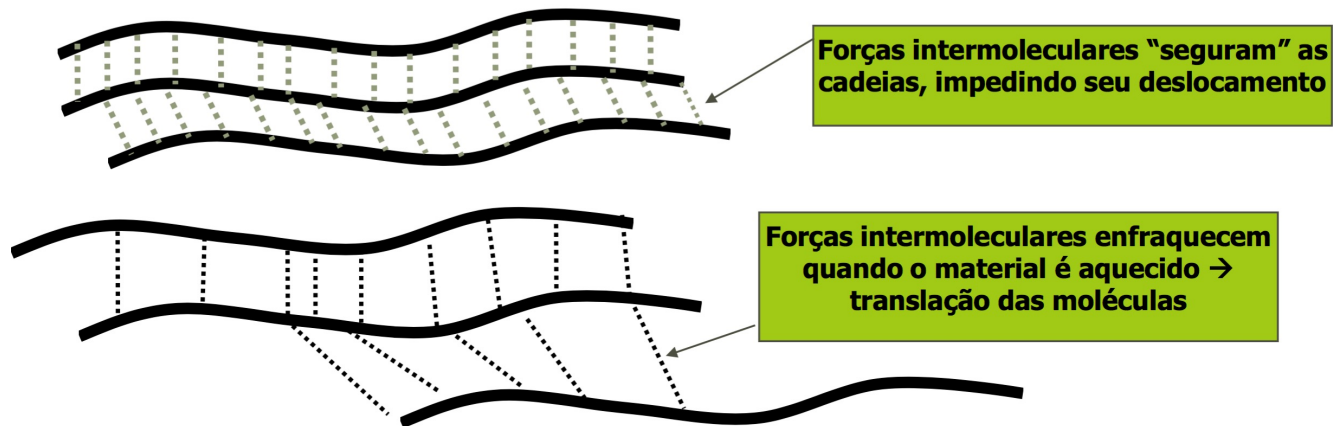 Forças intermoleculares “seguram” as
cadeias, impedindo seu deslocamento
Forças intermoleculares enfraquecem
quando o material é aquecido →
translação das moléculas